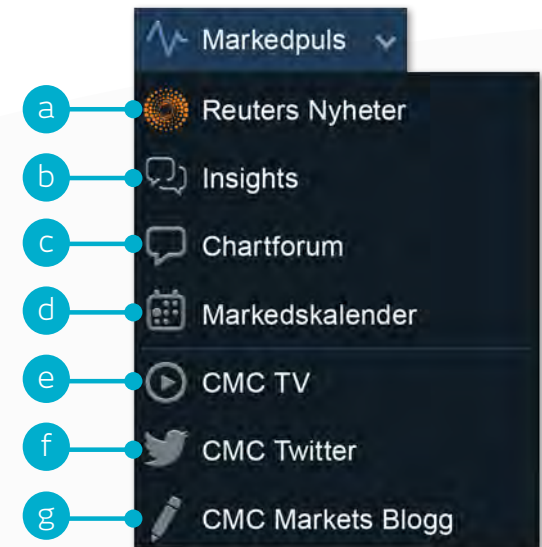 Markedpuls
a Reuters Nyheter
b Insights
c Chartforum
d Markedskalender
e CMC TV
f CMC Twitter
g CMC Markets Blogg